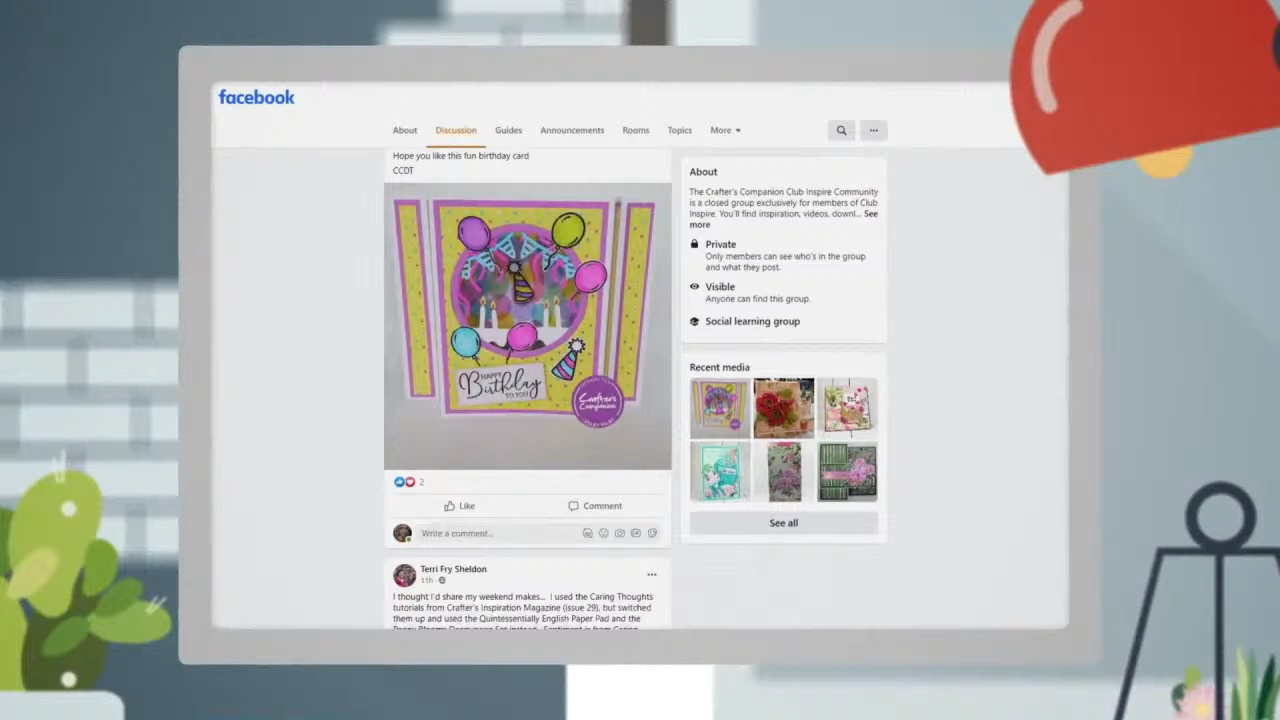 facebook
About
Discussion
Guides
Announcements
Rooms
Topics
More
Hope you like this fun birthday card
CCDT
HAPPY
Birthday
TO YOU
DESIGN TEAM
Crafter's
Companion
2
Like
Comment
Write a comment...
Terri Fry Sheldon
11h
I thought I'd share my weekend makes... I used the Caring Thoughts
tutorials from Crafter's Inspiration Magazine (issue 29), but switched
them up and used the Quintessentially English Paper Pad and the
About
The Crafter's Companion Club Inspire Community
is a closed group exclusively for members of Club
Inspire. You'll find inspiration, videos, downl... See
more
Private
Only members can see who's in the group
and what they post.
Visible
Anyone can find this group.
Social learning group
Recent media
See all